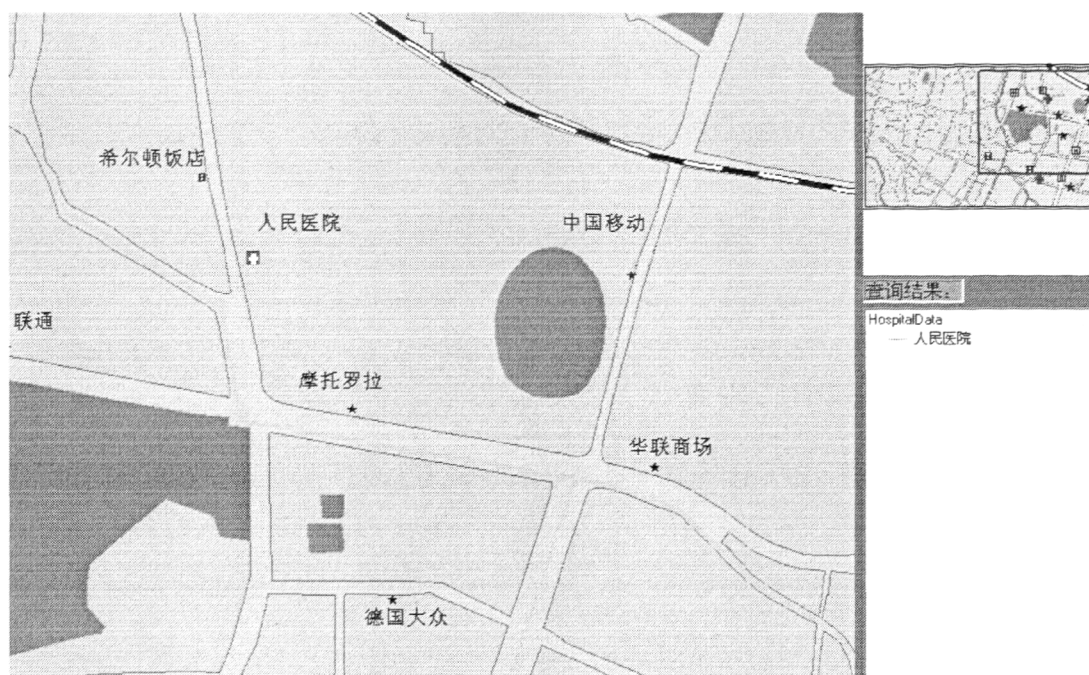 希尔顿饭店
人民医院
中国移动
联通
摩托罗拉
华联商场
德国大众
查询结果：
HospitalData
人民医院